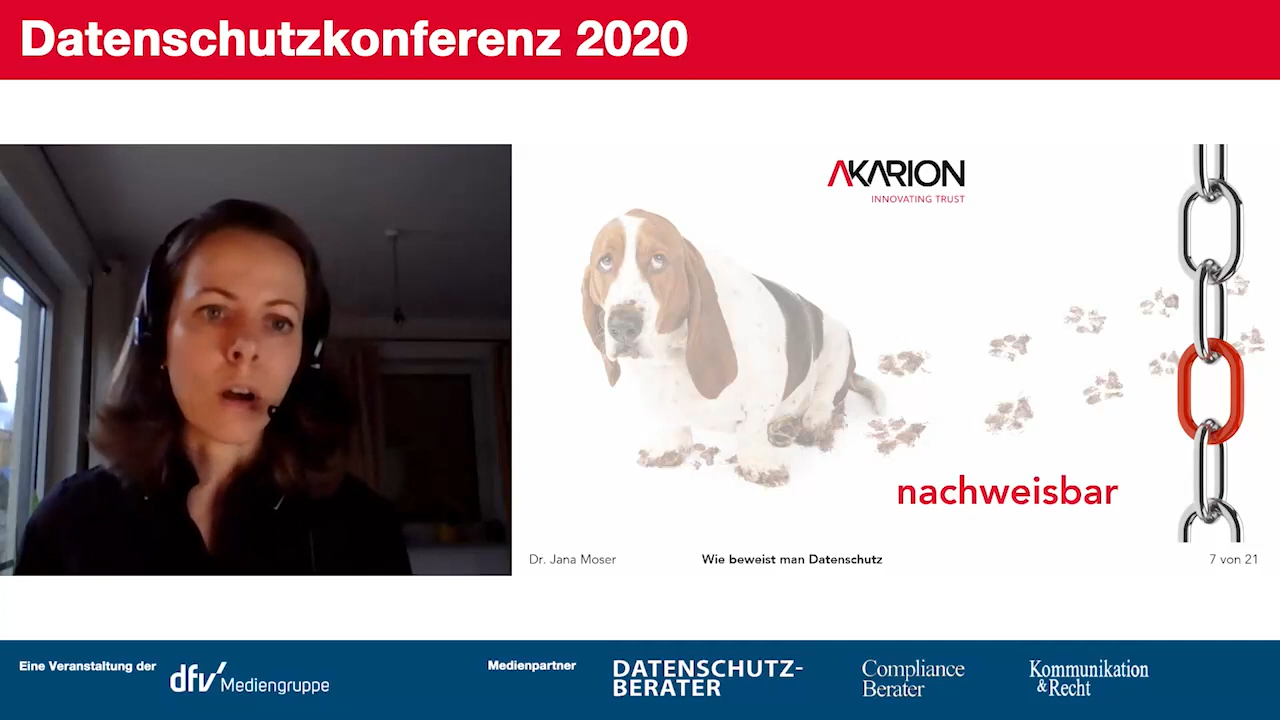 Datenschutzkonferenz 2020
AKARION
INNOVATING TRUST
nachweisbar
Dr. Jana Moser
Wie beweist man Datenschutz
7 von 21
Eine Veranstaltung der
dfv Mediengruppe
Medienpartner
DATENSCHUTZ-
BERATER
Compliance
Berater
Kommunikation
&Recht